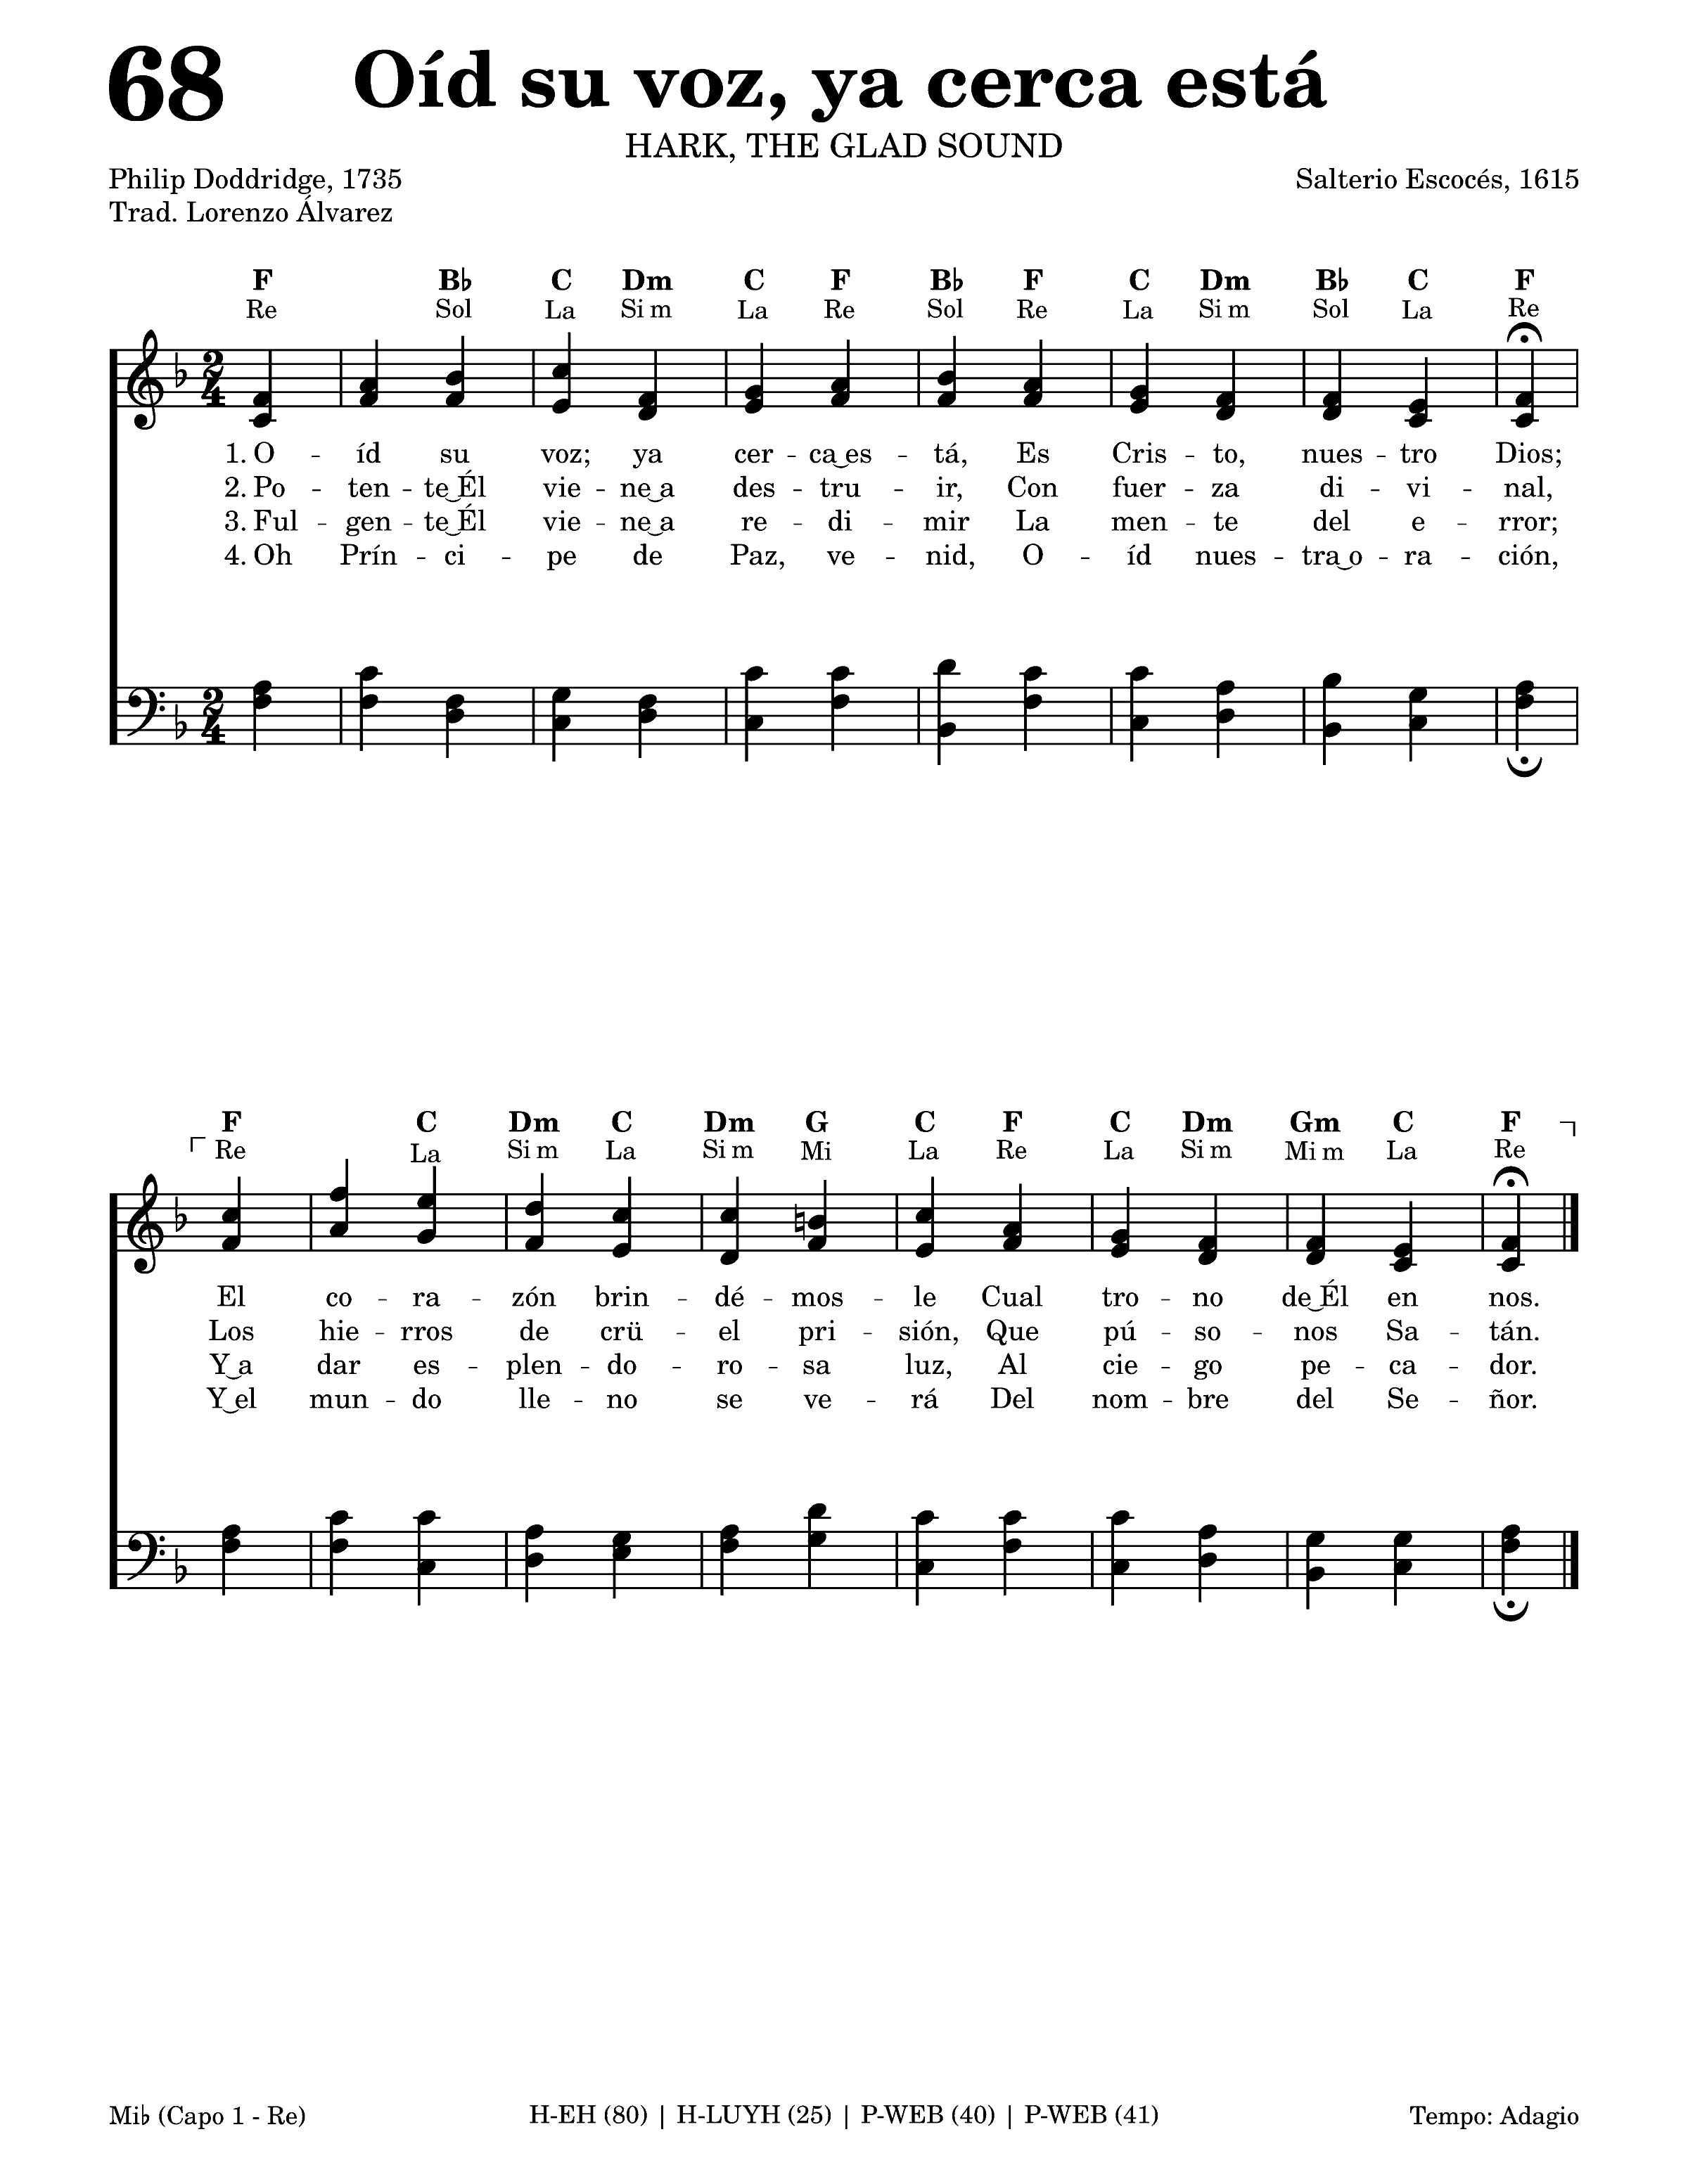 68 Oíd su voz, ya cerca está
HARK, THE GLAD SOUND
Philip Doddridge, 1735 Salterio Escocés, 1615
Trad. Lorenzo Álvarez
F B♭ C Dm C F B♭ F C Dm B♭ C F
Re Sol La Si m La Re Sol Re La Si m Sol La Re
2 4
1. O - íd su voz; ya cer - ca es - tá, Es Cris - to, nues - tro Dios;
2. Po - ten - te Él vie - ne a des - tru - ir, Con fuer - za di - vi - nal,
3. Ful - gen - te Él vie - ne a re - di - mir La men - te del e - rror;
4. Oh Prín - ci - pe de Paz, ve - nid, O - íd nues - tra o - ra - ción,
2 4
F C Dm C Dm G C F C Dm Gm C F
Re La Si m La Si m Mi La Re La Si m Mi m La Re
El co - ra - zón brin - dé - mos - le Cual tro - no de Él en nos.
Los hie - rros de crü - el pri - sión, Que pú - so - nos Sa - tán.
Y a dar es - plen - do - ro - sa luz, Al cie - go pe - ca - dor.
Y el mun - do lle - no se ve - rá Del nom - bre del Se - ñor.
Mi♭ (Capo 1 - Re) H-EH (80) | H-LUYH (25) | P-WEB (40) | P-WEB (41) Tempo: Adagio